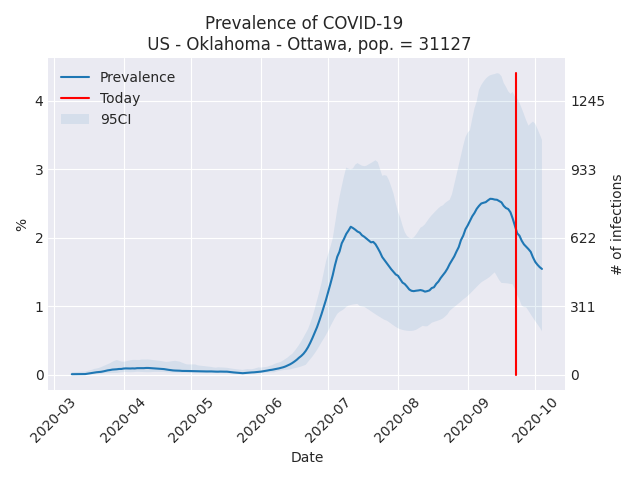 Prevalence of COVID-19
US - Oklahoma - Ottawa, pop. = 31127
Prevalence
Today
95CI
4
3
2
1
0
%
1245
933
622
311
0
# of infections
2020-03
2020-04
2020-05
2020-06
2020-07
2020-08
2020-09
2020-10
Date